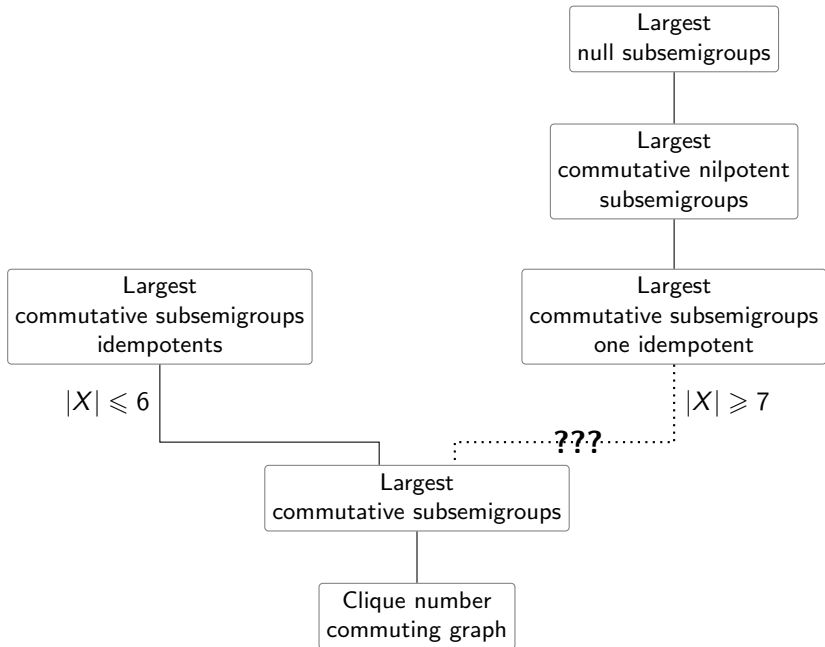 Largest
null subsemigroups
Largest
commutative nilpotent
subsemigroups
Largest
commutative subsemigroups
idempotents
Largest
commutative subsemigroups
one idempotent
|X| ⩽ 6
|X| ⩾ 7
???
Largest
commutative subsemigroups
Clique number
commuting graph